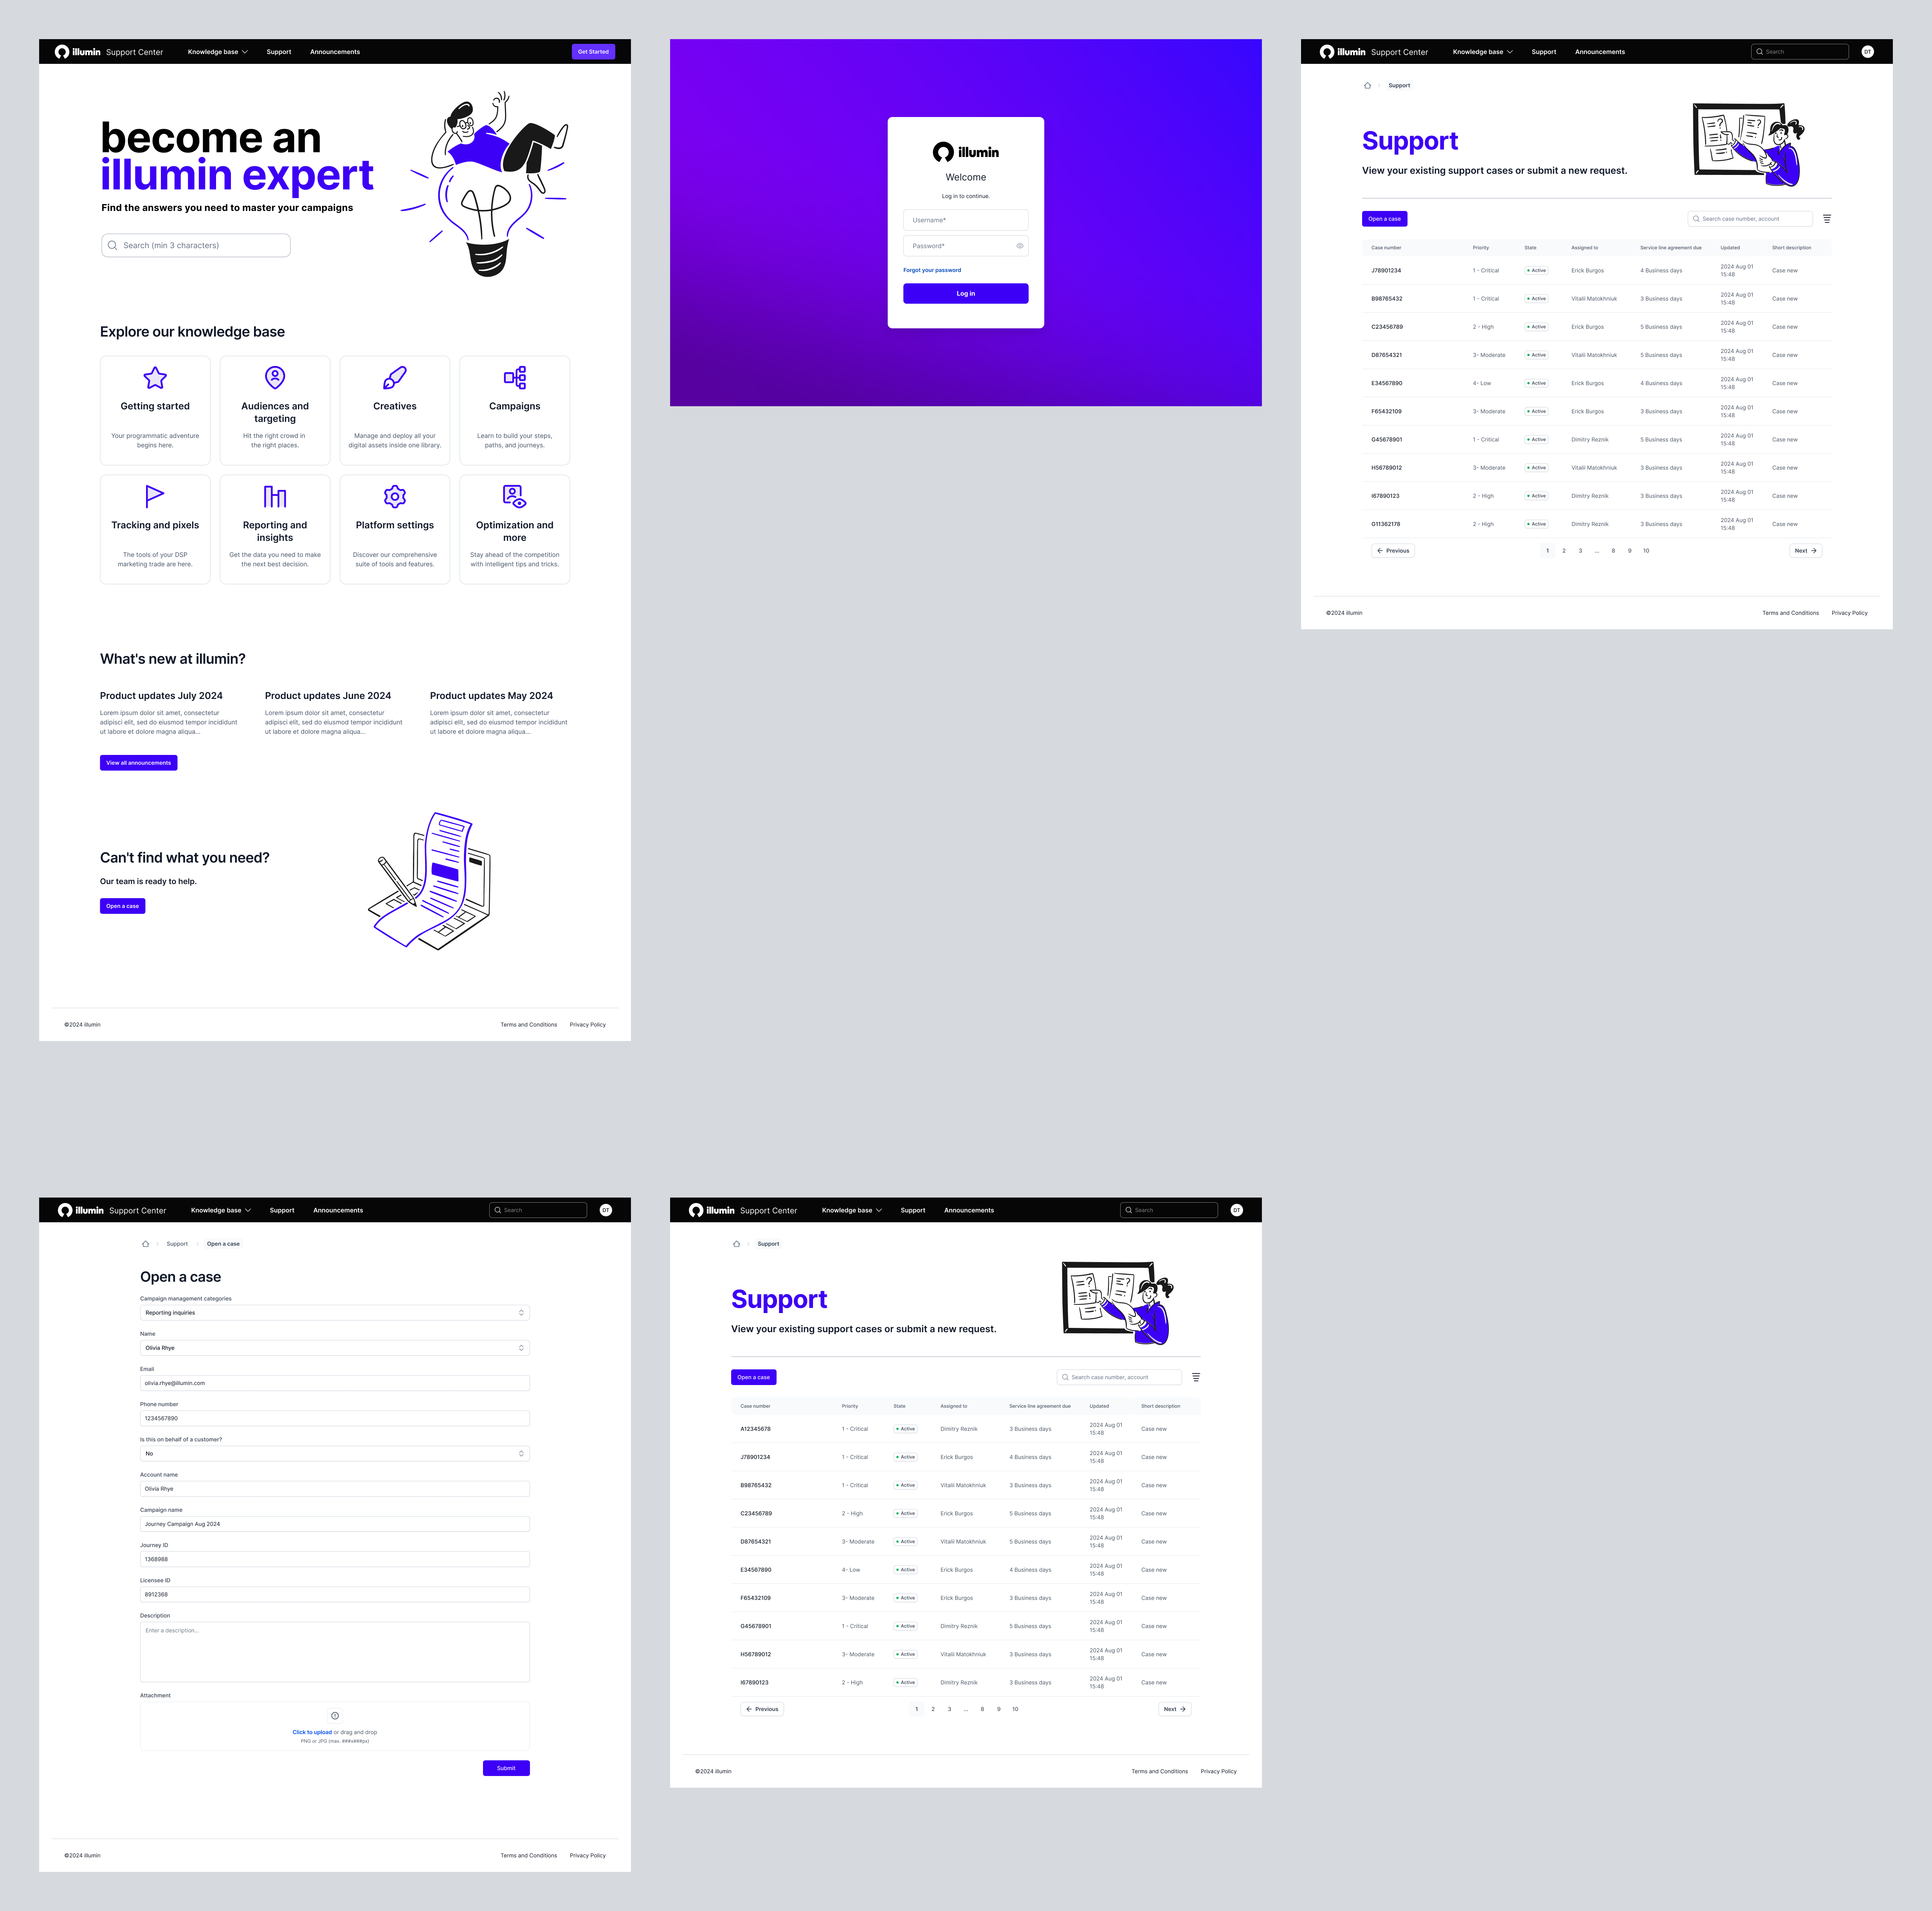 illumin Support Center Knowledge base Support Announcements Get Started
become an
illumin expert
Find the answers you need to master your campaigns
Search (min 3 characters)
Explore our knowledge base
Getting started
Your programmatic adventure
begins here.
Audiences and
targeting
Hit the right crowd in
the right places.
Creatives
Manage and deploy all your
digital assets inside one library.
Campaigns
Learn to build your steps,
paths, and journeys.
Tracking and pixels
The tools of your DSP
marketing trade are here.
Reporting and
insights
Get the data you need to make
the next best decision.
Platform settings
Discover our comprehensive
suite of tools and features.
Optimization and
more
Stay ahead of the competition
with intelligent tips and tricks.
What's new at illumin?
Product updates July 2024
Lorem ipsum dolor sit amet, consectetur
adipisci elit, sed do eiusmod tempor incididunt
ut labore et dolore magna aliqua...
Product updates June 2024
Lorem ipsum dolor sit amet, consectetur
adipisci elit, sed do eiusmod tempor incididunt
ut labore et dolore magna aliqua...
Product updates May 2024
Lorem ipsum dolor sit amet, consectetur
adipisci elit, sed do eiusmod tempor incididunt
ut labore et dolore magna aliqua...
View all announcements
Can't find what you need?
Our team is ready to help.
Open a case
©2024 illumin Terms and Conditions Privacy Policy
illumin
Welcome
Log in to continue.
Username*
Password*
Forgot your password
Log in
illumin Support Center Knowledge base Support Announcements Search DT
Support
Support
View your existing support cases or submit a new request.
Open a case Search case number, account
Case number Priority State Assigned to Service line agreement due Updated Short description
J78901234 1 - Critical Active Erick Burgos 4 Business days 2024 Aug 01 15:48 Case new
B98765432 1 - Critical Active Vitalii Matokhniuk 3 Business days 2024 Aug 01 15:48 Case new
C23456789 2 - High Active Erick Burgos 5 Business days 2024 Aug 01 15:48 Case new
D87654321 3- Moderate Active Vitalii Matokhniuk 5 Business days 2024 Aug 01 15:48 Case new
E34567890 4- Low Active Erick Burgos 4 Business days 2024 Aug 01 15:48 Case new
F65432109 3- Moderate Active Erick Burgos 3 Business days 2024 Aug 01 15:48 Case new
G45678901 1 - Critical Active Dimitry Reznik 5 Business days 2024 Aug 01 15:48 Case new
H56789012 3- Moderate Active Vitalii Matokhniuk 3 Business days 2024 Aug 01 15:48 Case new
I67890123 2 - High Active Dimitry Reznik 3 Business days 2024 Aug 01 15:48 Case new
G11362178 2 - High Active Dimitry Reznik 3 Business days 2024 Aug 01 15:48 Case new
Previous 1 2 3 ... 8 9 10 Next
©2024 illumin Terms and Conditions Privacy Policy
illumin Support Center Knowledge base Support Announcements Search DT
Support Open a case
Open a case
Campaign management categories
Reporting inquiries
Name
Olivia Rhye
Email
olivia.rhye@illumin.com
Phone number
1234567890
Is this on behalf of a customer?
No
Account name
Olivia Rhye
Campaign name
Journey Campaign Aug 2024
Journey ID
1368988
Licensee ID
8912368
Description
Enter a description...
Attachment
Click to upload or drag and drop
PNG or JPG (max. ###x###px)
Submit
©2024 illumin Terms and Conditions Privacy Policy
illumin Support Center Knowledge base Support Announcements Search DT
Support
Support
View your existing support cases or submit a new request.
Open a case Search case number, account
Case number Priority State Assigned to Service line agreement due Updated Short description
A12345678 1 - Critical Active Dimitry Reznik 3 Business days 2024 Aug 01 15:48 Case new
J78901234 1 - Critical Active Erick Burgos 4 Business days 2024 Aug 01 15:48 Case new
B98765432 1 - Critical Active Vitalii Matokhniuk 3 Business days 2024 Aug 01 15:48 Case new
C23456789 2 - High Active Erick Burgos 5 Business days 2024 Aug 01 15:48 Case new
D87654321 3- Moderate Active Vitalii Matokhniuk 5 Business days 2024 Aug 01 15:48 Case new
E34567890 4- Low Active Erick Burgos 4 Business days 2024 Aug 01 15:48 Case new
F65432109 3- Moderate Active Erick Burgos 3 Business days 2024 Aug 01 15:48 Case new
G45678901 1 - Critical Active Dimitry Reznik 5 Business days 2024 Aug 01 15:48 Case new
H56789012 3- Moderate Active Vitalii Matokhniuk 3 Business days 2024 Aug 01 15:48 Case new
I67890123 2 - High Active Dimitry Reznik 3 Business days 2024 Aug 01 15:48 Case new
Previous 1 2 3 ... 8 9 10 Next
©2024 illumin Terms and Conditions Privacy Policy